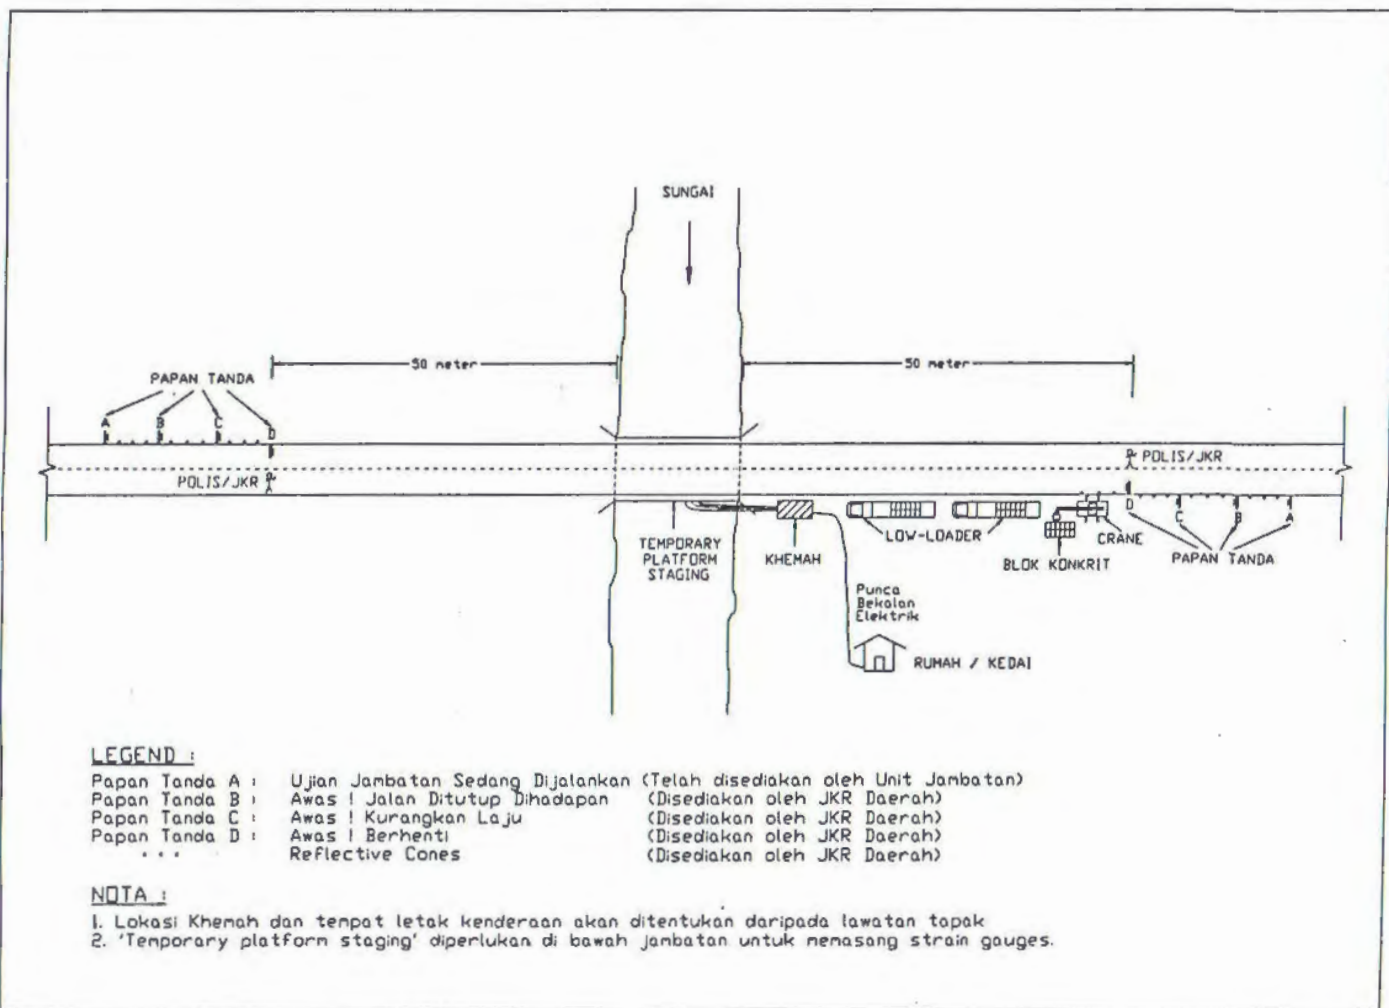 SUNGAI
50 meter
50 meter
PAPAN TANDA
A
B
C
D
POLIS/JKR
POLIS/JKR
D
C
B
A
TEMPORARY
PLATFORM
STAGING
KHEMAH
LOW-LOADER
BLOK KONKRIT
CRANE
PAPAN TANDA
Punca
Bekalan
Elektrik
RUMAH / KEDAI
LEGEND :
Papan Tanda A : Ujian Jambatan Sedang Dijalankan (Telah disediakan oleh Unit Jambatan)
Papan Tanda B : Awas ! Jalan Ditutup Dihadapan (Disediakan oleh JKR Daerah)
Papan Tanda C : Awas ! Kurangkan Laju (Disediakan oleh JKR Daerah)
Papan Tanda D : Awas ! Berhenti (Disediakan oleh JKR Daerah)
... Reflective Cones (Disediakan oleh JKR Daerah)
NOTA :
1. Lokasi Khemah dan tempat letak kenderaan akan ditentukan daripada lawatan tapak
2. 'Temporary platform staging' diperlukan di bawah jambatan untuk memasang strain gauges.